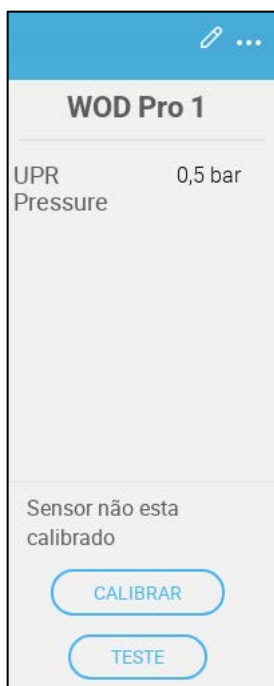 WOD Pro 1
UPR 0,5 bar
Pressure
Sensor não esta
calibrado
CALIBRAR
TESTE